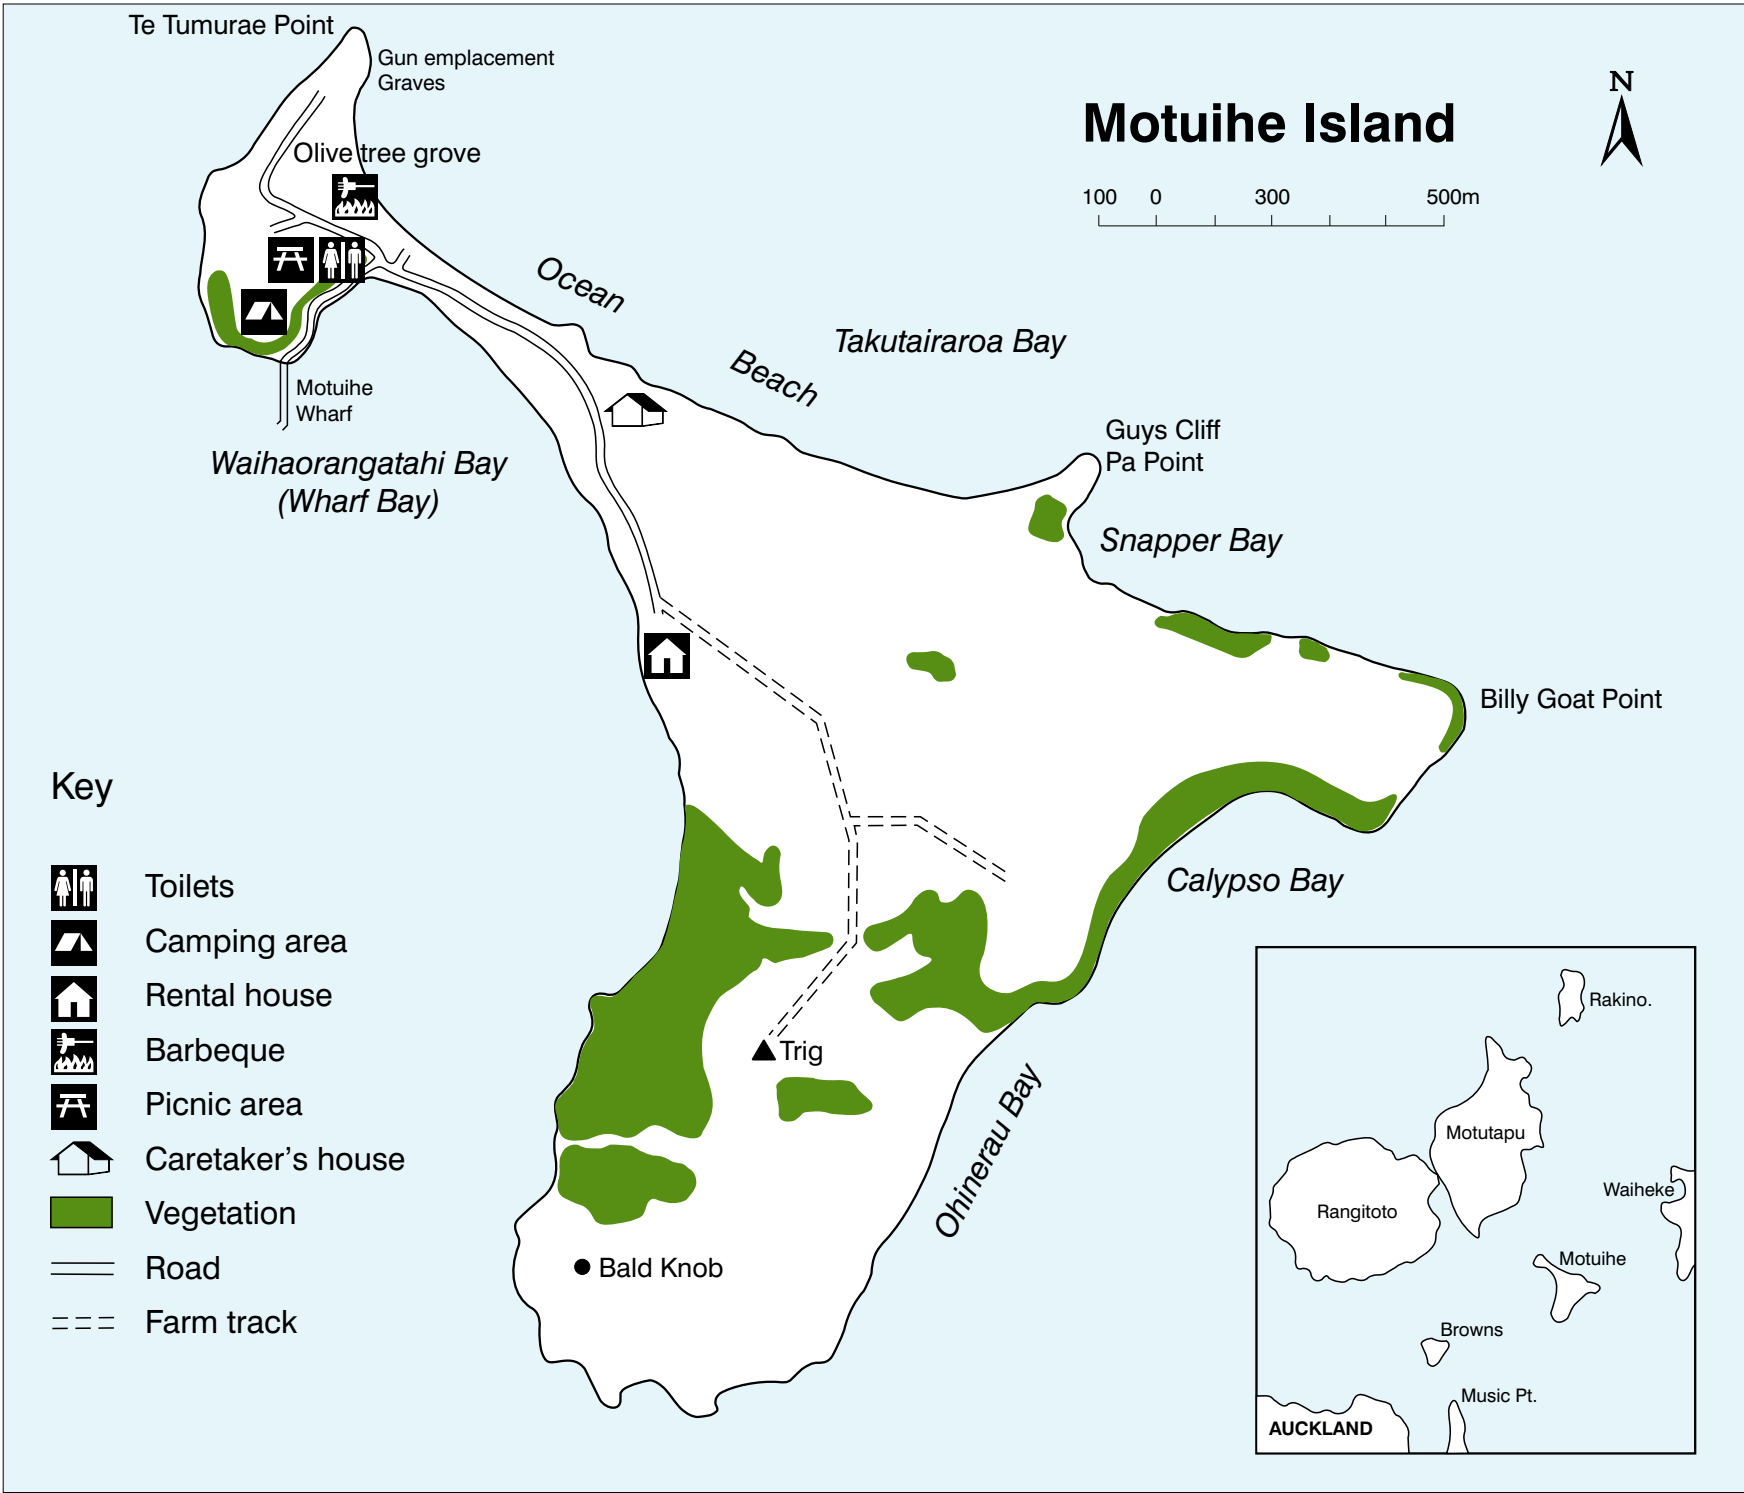 Te Tumurae Point
Gun emplacement
Graves
Olive tree grove
Motuihe Island
N
100 0 300 500m
Ocean
Beach
Takutairaroa Bay
Motuihe
Wharf
Waihaorangatahi Bay
(Wharf Bay)
Guys Cliff
Pa Point
Snapper Bay
Billy Goat Point
Calypso Bay
Trig
Ohinerau Bay
Bald Knob
Key
Toilets
Camping area
Rental house
Barbeque
Picnic area
Caretaker's house
Vegetation
Road
Farm track
Rakino.
Motutapu
Waiheke
Rangitoto
Motuihe
Browns
Music Pt.
AUCKLAND